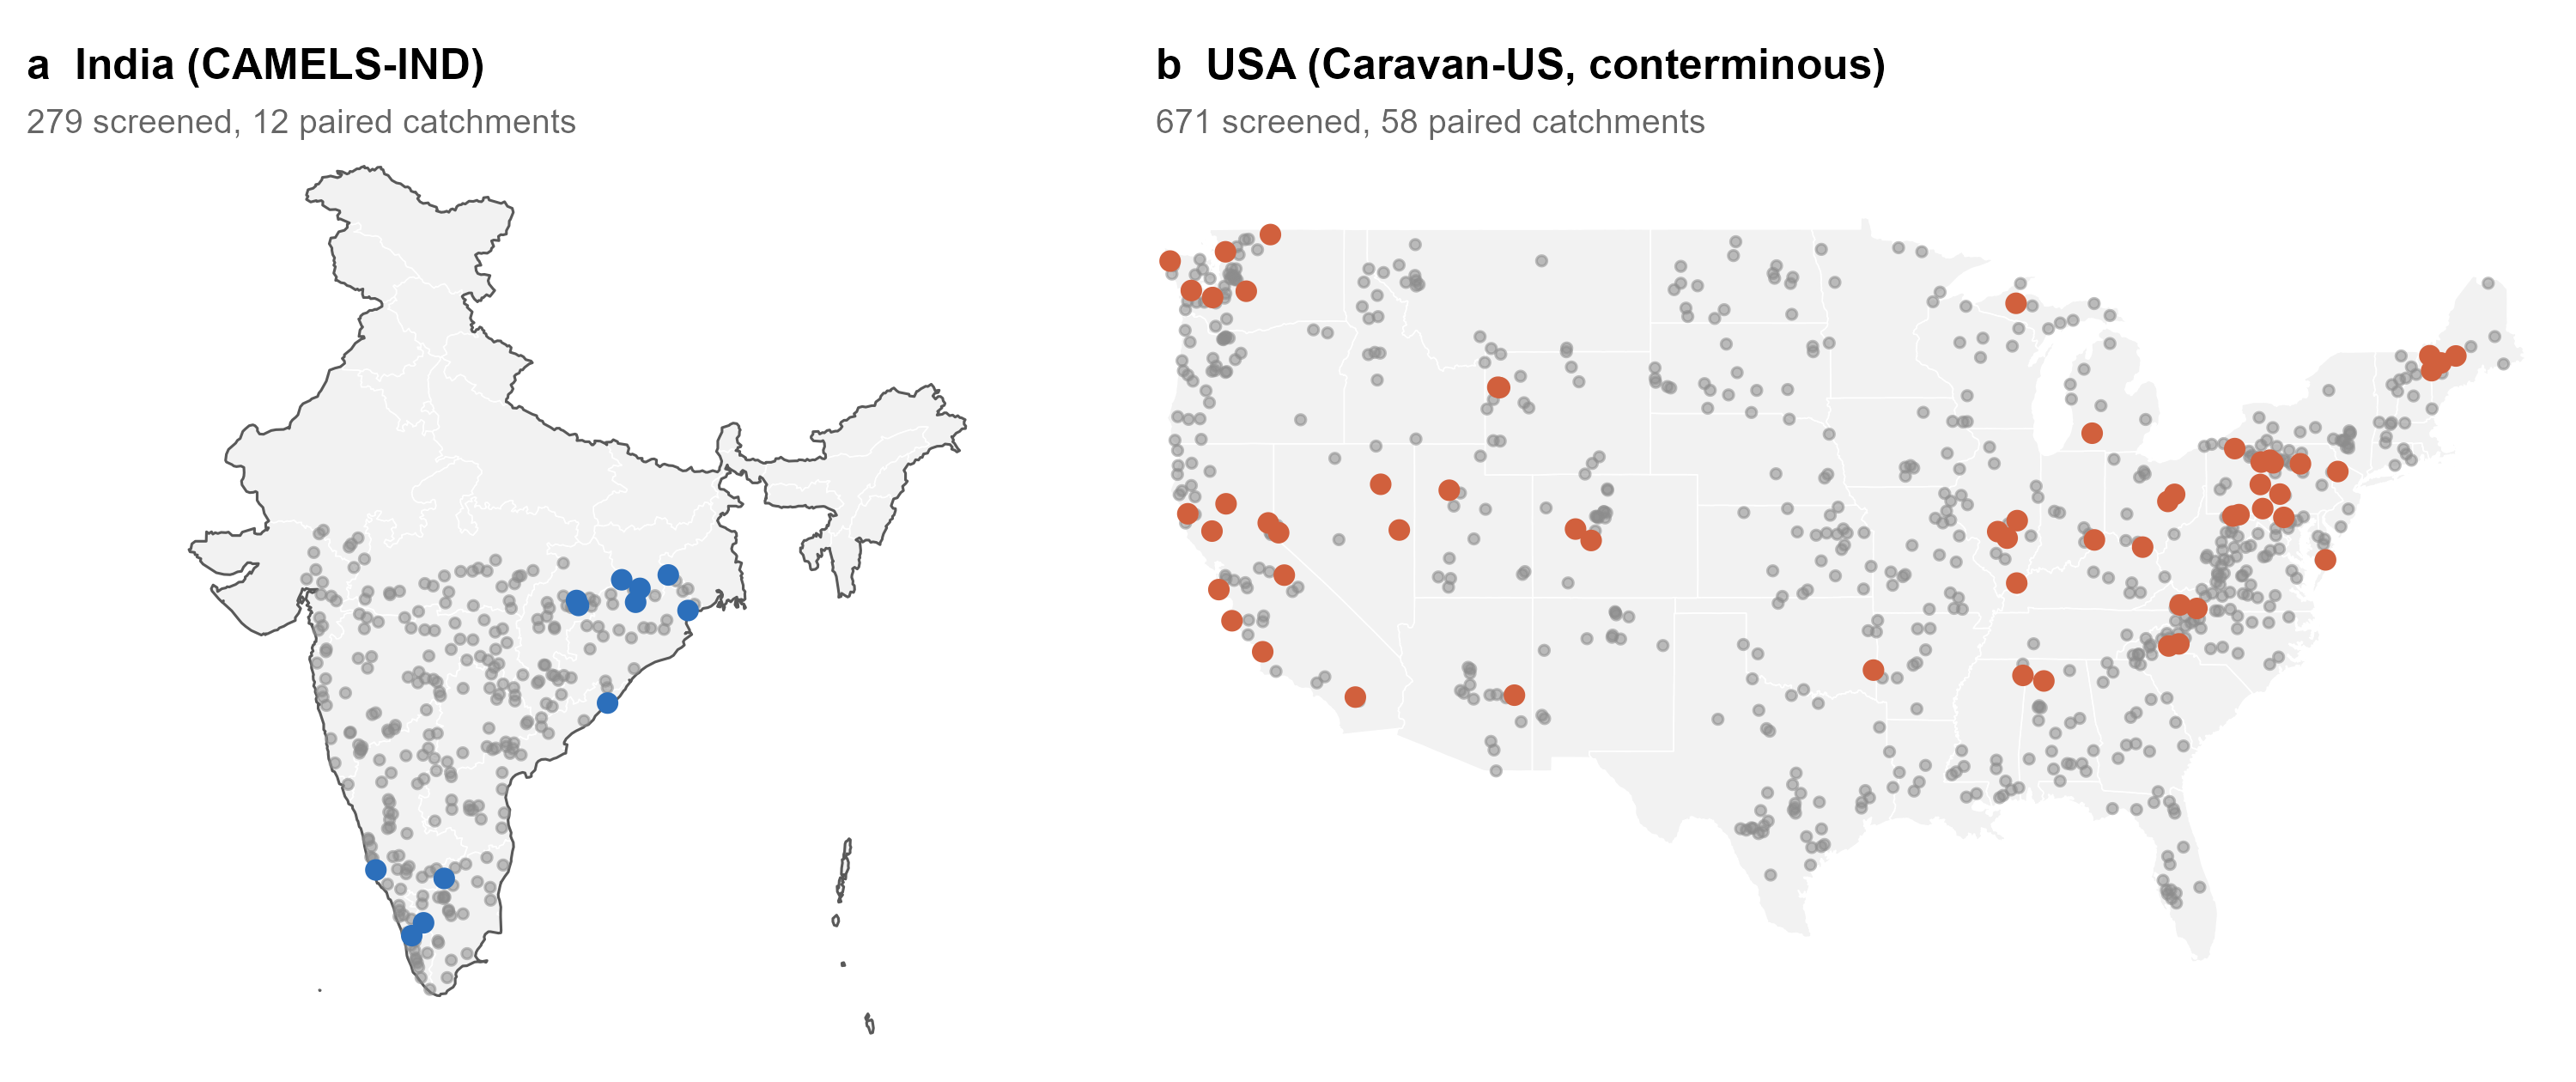 a  India (CAMELS-IND)
279 screened, 12 paired catchments
b  USA (Caravan-US, conterminous)
671 screened, 58 paired catchments